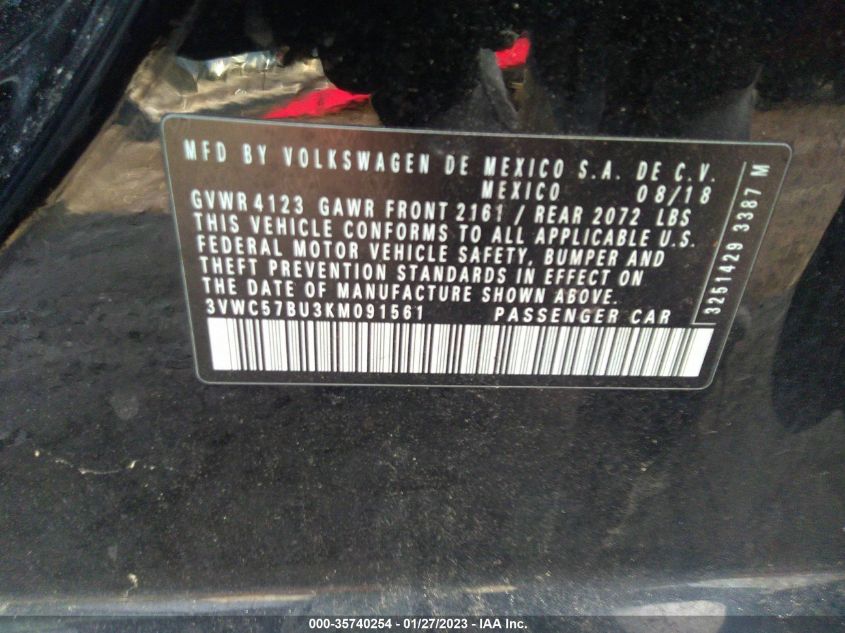 MFD BY VOLKSWAGEN DE MEXICO S.A. DE C.V.
MEXICO 08/18
GVWR 4123 GAWR FRONT 2161 / REAR 2072 LBS
THIS VEHICLE CONFORMS TO ALL APPLICABLE U.S.
FEDERAL MOTOR VEHICLE SAFETY, BUMPER AND
THEFT PREVENTION STANDARDS IN EFFECT ON
THE DATE OF MANUFACTURE SHOWN ABOVE.
3VWC57BU3KM091561 PASSENGER CAR
3251429 3387 M
000-35740254 - 01/27/2023 - IAA Inc.